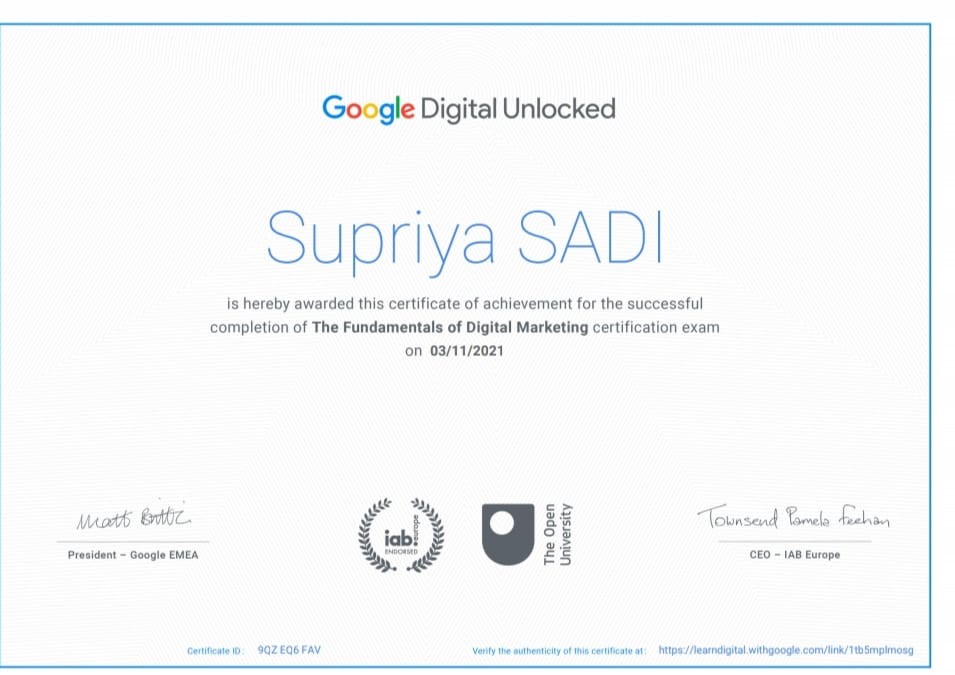 Google Digital Unlocked
Supriya SADI
is hereby awarded this certificate of achievement for the successful
completion of The Fundamentals of Digital Marketing certification exam
on 03/11/2021
Matt Brittin
President – Google EMEA
iab europe
ENDORSED
The Open
University
Townsend Pamela Feehan
CEO – IAB Europe
Certificate ID: 9QZ EQ6 FAV
Verify the authenticity of this certificate at: https://learndigital.withgoogle.com/link/1tb5mplmosg